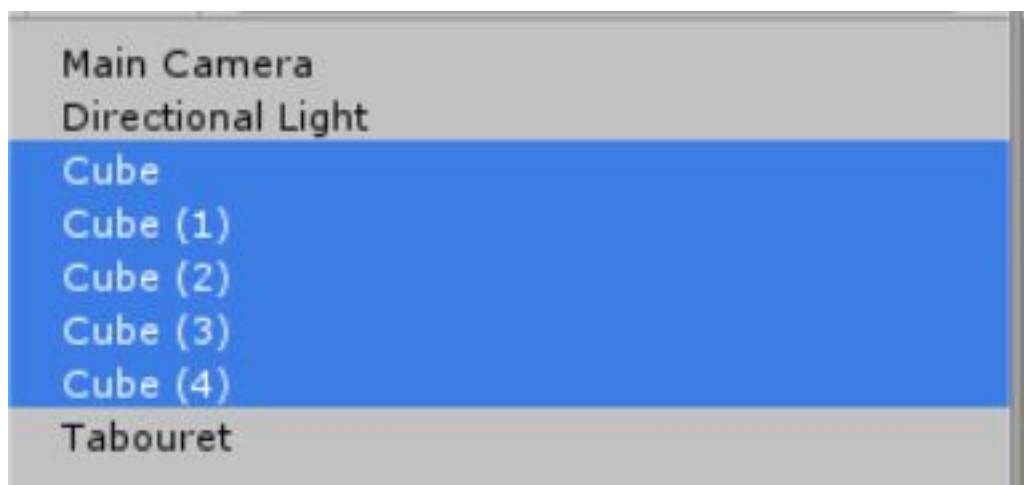 Main Camera
Directional Light
Cube
Cube (1)
Cube (2)
Cube (3)
Cube (4)
Tabouret